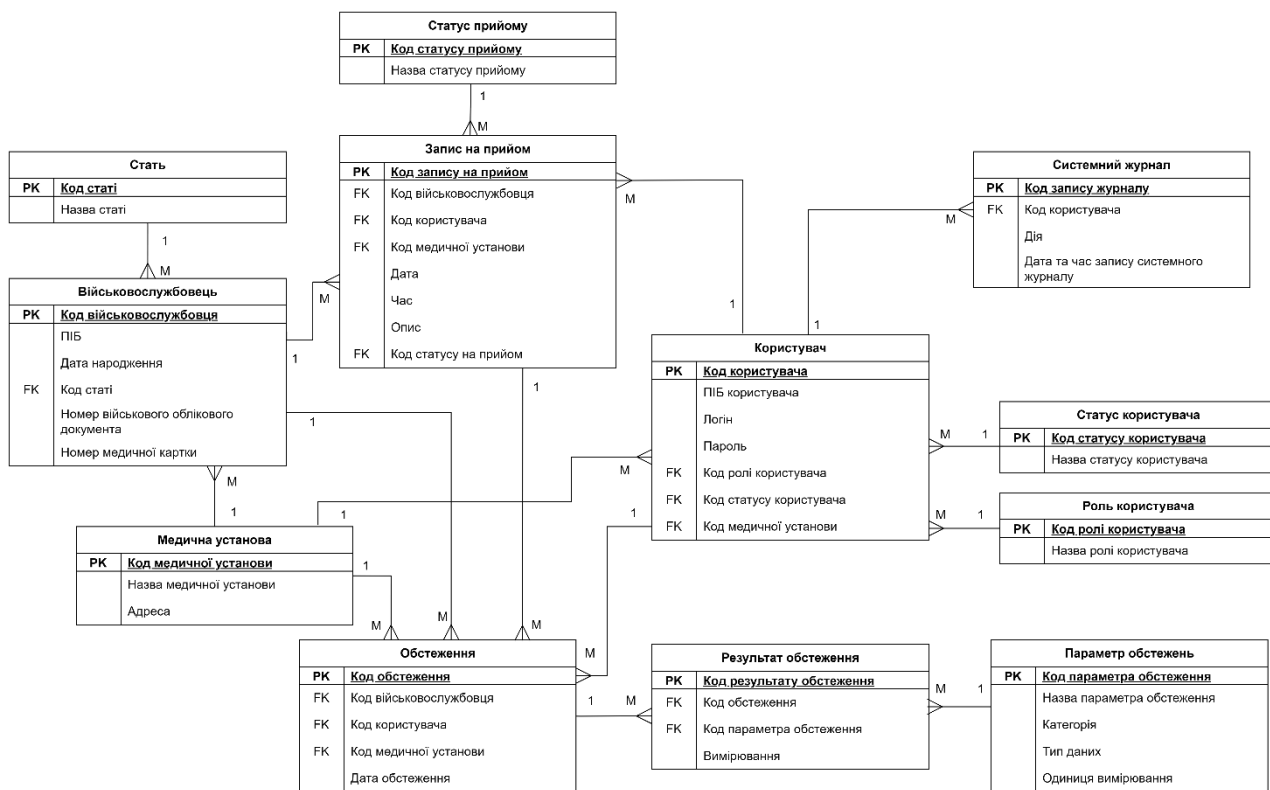 Статус прийому
PK Код статусу прийому
Назва статусу прийому
1
M
Запис на прийом
PK Код запису на прийом
FK Код військовослужбовця
FK Код користувача
FK Код медичної установи
Дата
Час
Опис
FK Код статусу на прийом
M
M
1
1
Стать
PK Код статі
Назва статі
1
M
Військовослужбовець
PK Код військовослужбовця
ПІБ
Дата народження
FK Код статі
Номер військового облікового
документа
Номер медичної картки
1
1
M
1
Системний журнал
PK Код запису журналу
FK Код користувача
Дія
Дата та час запису системного
журналу
M
1
Користувач
PK Код користувача
ПІБ користувача
Логін
Пароль
FK Код ролі користувача
FK Код статусу користувача
FK Код медичної установи
M
1
M 1
M 1
Статус користувача
PK Код статусу користувача
Назва статусу користувача
Роль користувача
PK Код ролі користувача
Назва ролі користувача
Медична установа
PK Код медичної установи
Назва медичної установи
Адреса
1
1
M
M
M
M
Обстеження
PK Код обстеження
FK Код військовослужбовця
FK Код користувача
FK Код медичної установи
Дата обстеження
1
M
Результат обстеження
PK Код результату обстеження
FK Код обстеження
FK Код параметра обстеження
Вимірювання
M
1
Параметр обстежень
PK Код параметра обстеження
Назва параметра обстеження
Категорія
Тип даних
Одиниця вимірювання